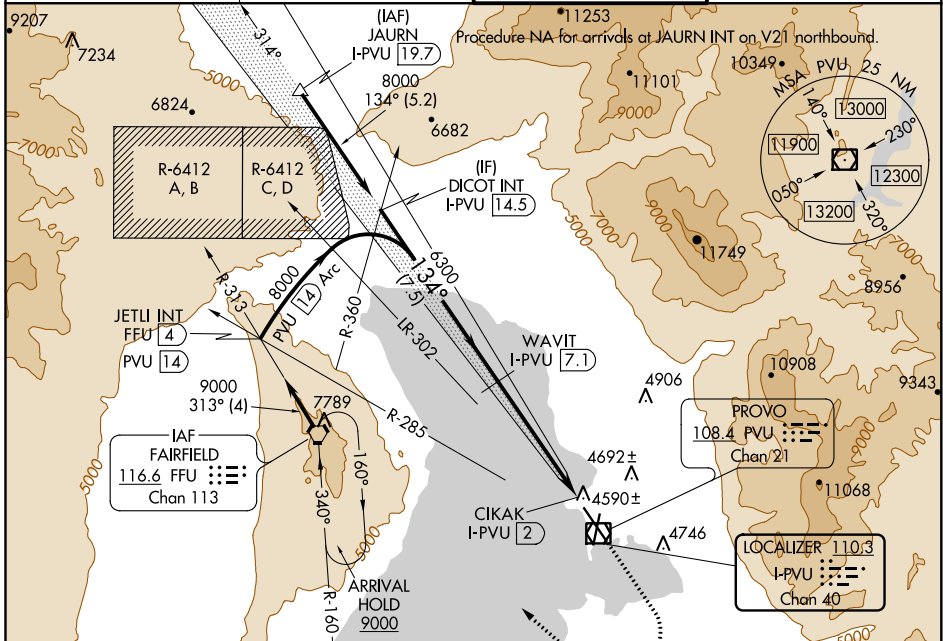 9207
7234
314°
(IAF)
JAURN
I-PVU 19.7
11253
Procedure NA for arrivals at JAURN INT on V21 northbound.
10349
11101
9000
5000
8000
134° (5.2)
6824
6682
7000
R-6412
A, B
R-6412
C, D
(IF)
DICOT INT
I-PVU 14.5
MSA PVU 25 NM
140°
13000
230°
11900
12300
050°
320°
13200
5000
7000
9000
11749
7000
8956
R-313
8000
PVU 14 Arc
R-360
LR-302
134°
6300
(7.5)
JETLI INT
FFU 4
PVU 14
WAVIT
I-PVU 7.1
9000
313° (4)
7789
R-285
4906
10908
9343
IAF
FAIRFIELD
116.6 FFU
Chan 113
160°
340°
R-160
5000
5000
ARRIVAL
HOLD
9000
PROVO
108.4 PVU
Chan 21
4692±
4590±
CIKAK
I-PVU 2
4746
11068
LOCALIZER 110.3
I-PVU
Chan 40
5000